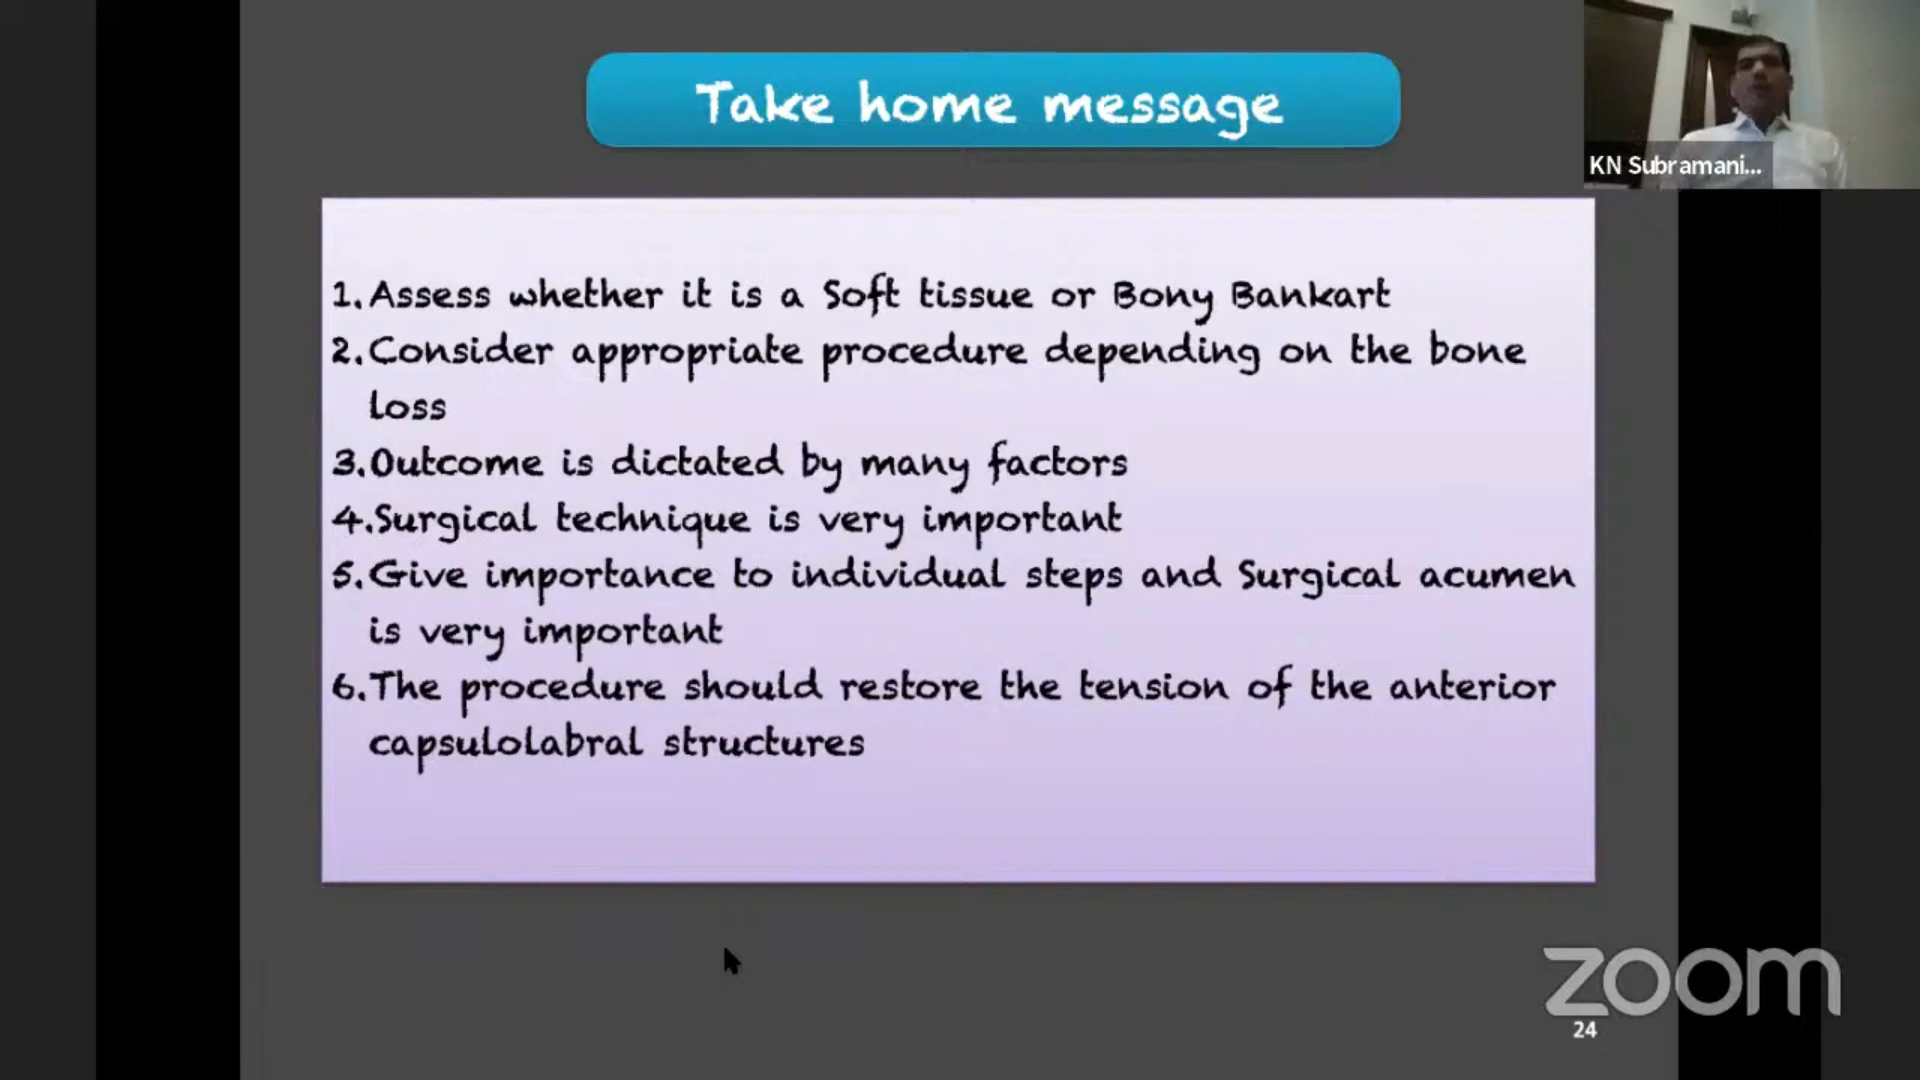 Take home message
KN Subramani...
1. Assess whether it is a Soft tissue or Bony Bankart
2. Consider appropriate procedure depending on the bone
loss
3. Outcome is dictated by many factors
4. Surgical technique is very important
5. Give importance to individual steps and Surgical acumen
is very important
6. The procedure should restore the tension of the anterior
capsulolabral structures
zoom
24